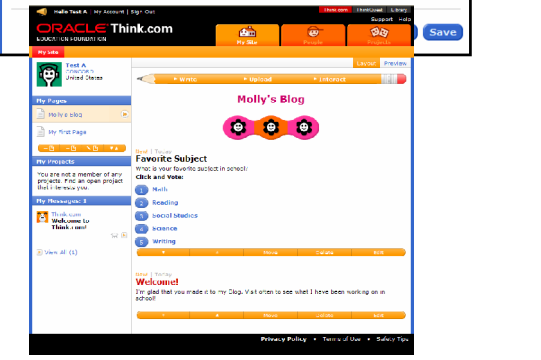 Hello Test A   My Account | Sign Out   Think.com   ThinkQuest   Library
Support   Help
ORACLE Think.com
EDUCATION FOUNDATION
My Site   People   Projects
Save
My Site
Layout   Preview
Test A
United States
Write   Upload   Interact
My Pages
Molly's Blog
My First Page
Molly's Blog
My Projects
You are not a member of any
projects. Find an open project
that interests you.
My Messages: 1
Think.com
Welcome to
Think.com!
View All (1)
New | Today
Favorite Subject
What is your favorite subject in school?
Click and Vote:
1 Math
2 Reading
3 Social Studies
4 Science
5 Writing
Move   Delete   Edit
New | Today
Welcome!
I'm glad that you made it to my Blog. Visit often to see what I have been working on in
school!
Move   Delete   Edit
Privacy Policy • Terms of Use • Safety Tips